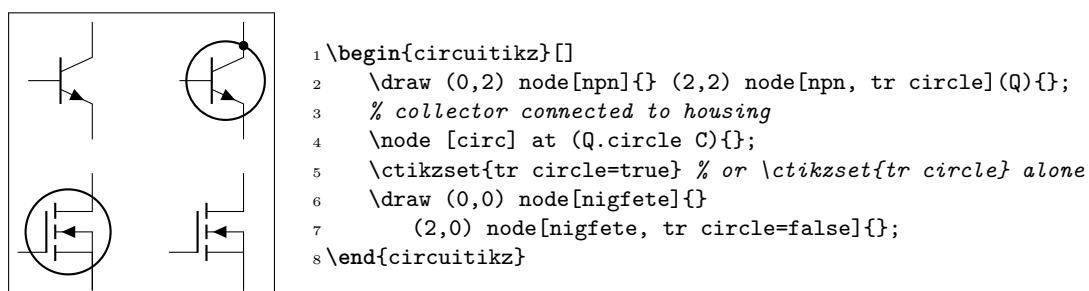 1 \begin{circuitikz}[]
2     \draw (0,2) node[npn]{} (2,2) node[npn, tr circle](Q){};
3     % collector connected to housing
4     \node [circ] at (Q.circle C){};
5     \ctikzset{tr circle=true} % or \ctikzset{tr circle} alone
6     \draw (0,0) node[nigfete]{}
7         (2,0) node[nigfete, tr circle=false]{};
8 \end{circuitikz}